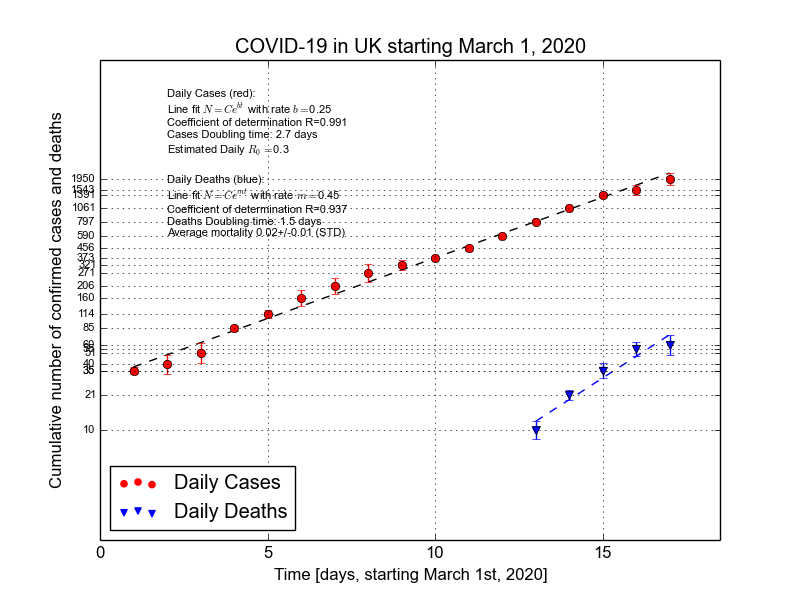 COVID-19 in UK starting March 1, 2020
Daily Cases (red):
Line fit N=Ce^{bt} with rate b=0.25
Coefficient of determination R=0.991
Cases Doubling time: 2.7 days
Estimated Daily R_0=0.3
Daily Deaths (blue):
Line fit N=Ce^{mt} with rate m=0.45
Coefficient of determination R=0.937
Deaths Doubling time: 1.5 days
Average mortality 0.02+/-0.01 (STD)
Cumulative number of confirmed cases and deaths
1950
1543
1391
1061
797
590
456
373
321
271
206
160
114
85
51
40
35
21
10
Daily Cases
Daily Deaths
0 5 10 15
Time [days, starting March 1st, 2020]